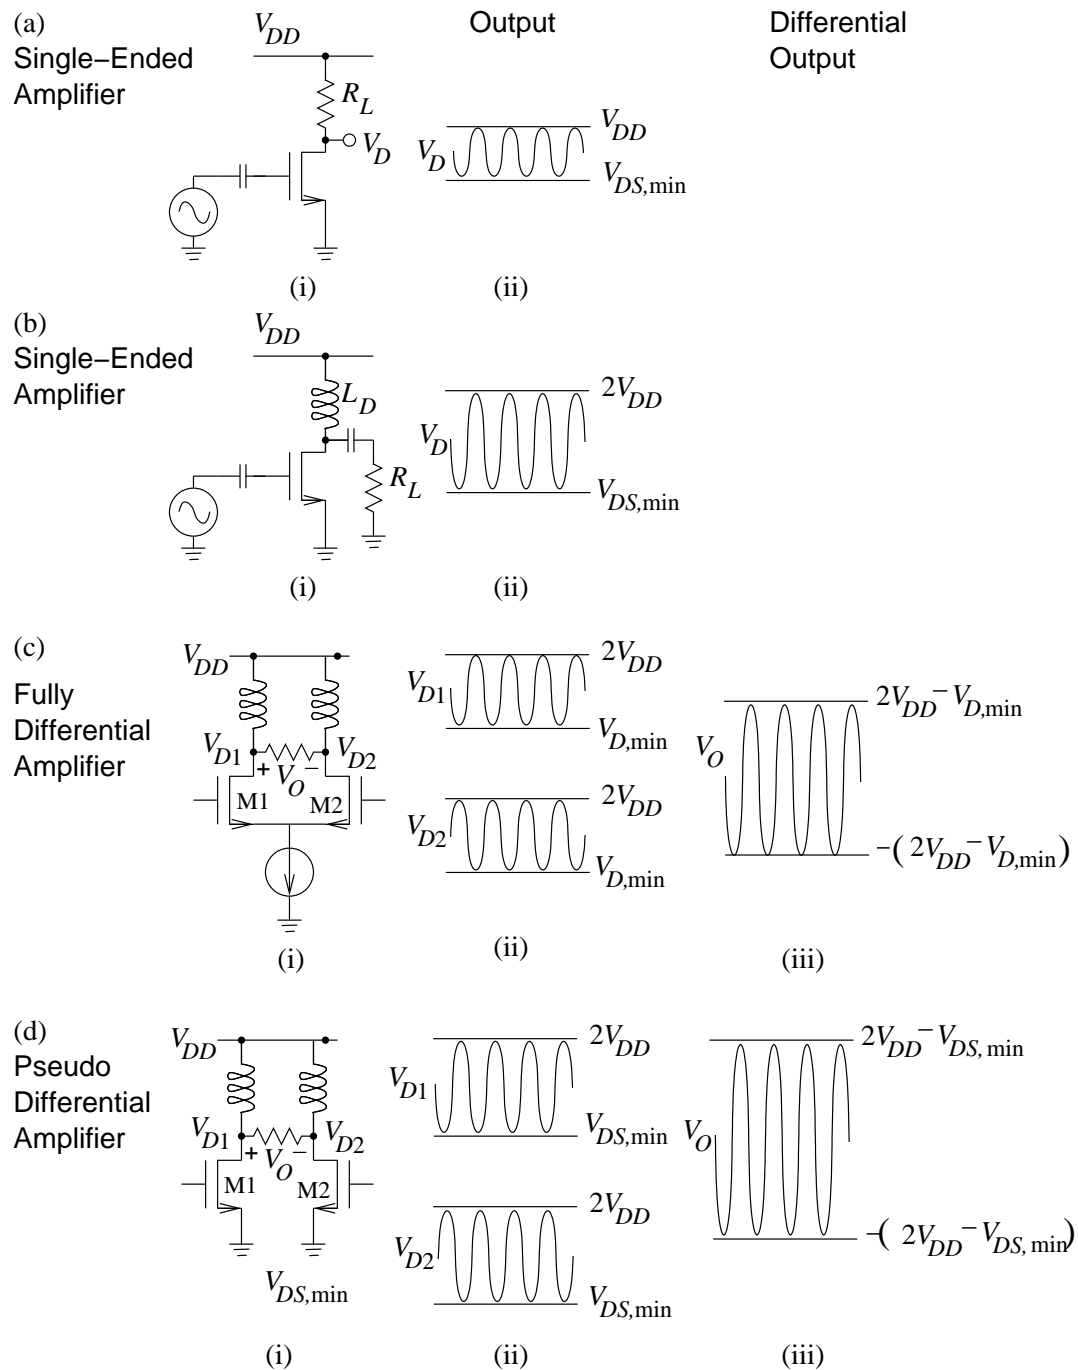 (a)
Single−Ended
Amplifier
Output
Differential
Output
V_DD
R_L
V_D
V_D
V_DD
V_DS,min
(i)
(ii)
(b)
Single−Ended
Amplifier
V_DD
L_D
R_L
V_D
2V_DD
V_DS,min
(i)
(ii)
(c)
Fully
Differential
Amplifier
V_DD
V_D1
V_D2
+ V_O −
M1
M2
V_D1
2V_DD
V_D,min
V_D2
2V_DD
V_D,min
V_O
2V_DD − V_D,min
−( 2V_DD − V_D,min )
(i)
(ii)
(iii)
(d)
Pseudo
Differential
Amplifier
V_DD
V_D1
V_D2
+ V_O −
M1
M2
V_DS,min
V_D1
2V_DD
V_DS,min
V_D2
2V_DD
V_DS,min
V_O
2V_DD − V_DS,min
−( 2V_DD − V_DS,min )
(i)
(ii)
(iii)